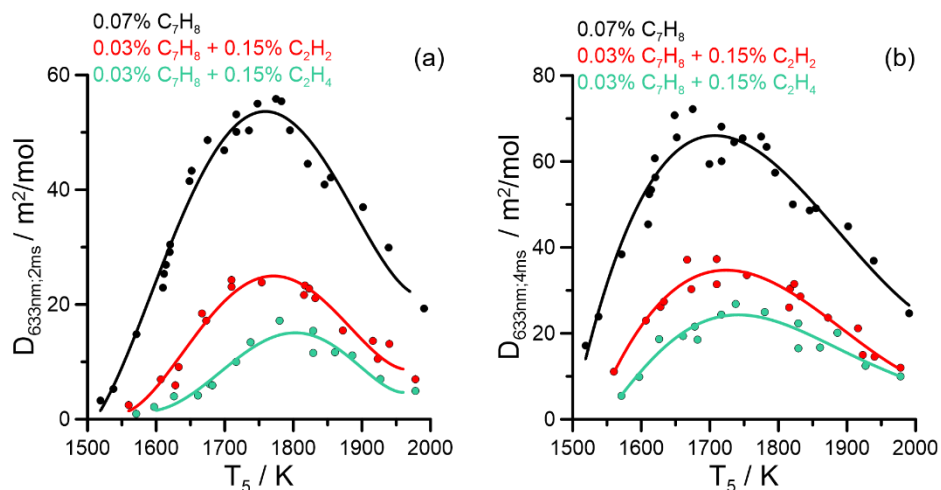 0.07% C₇H₈
0.03% C₇H₈ + 0.15% C₂H₂
0.03% C₇H₈ + 0.15% C₂H₄
(a)
60
40
20
0
D₆₃₃ₙₘ;₂ₘₛ / m²/mol
1500 1600 1700 1800 1900 2000
T₅ / K
0.07% C₇H₈
0.03% C₇H₈ + 0.15% C₂H₂
0.03% C₇H₈ + 0.15% C₂H₄
(b)
80
60
40
20
0
D₆₃₃ₙₘ;₄ₘₛ / m²/mol
1500 1600 1700 1800 1900 2000
T₅ / K